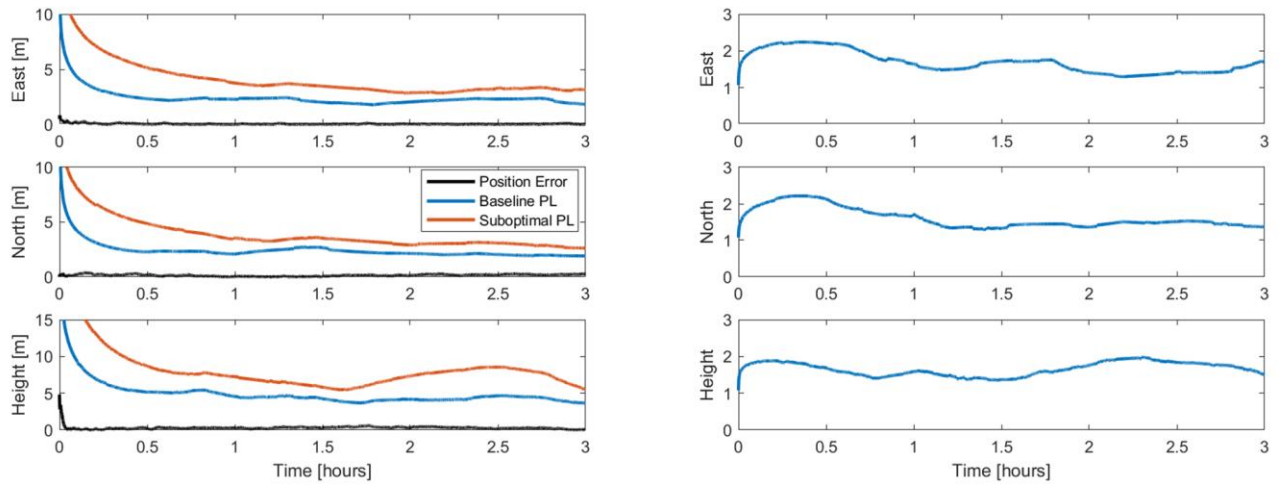 East [m]
10
5
0
0 0.5 1 1.5 2 2.5 3
North [m]
10
5
0
Position Error
Baseline PL
Suboptimal PL
0 0.5 1 1.5 2 2.5 3
Height [m]
15
10
5
0
0 0.5 1 1.5 2 2.5 3
Time [hours]
East
3
2
1
0
0 0.5 1 1.5 2 2.5 3
North
3
2
1
0
0 0.5 1 1.5 2 2.5 3
Height
3
2
1
0
0 0.5 1 1.5 2 2.5 3
Time [hours]